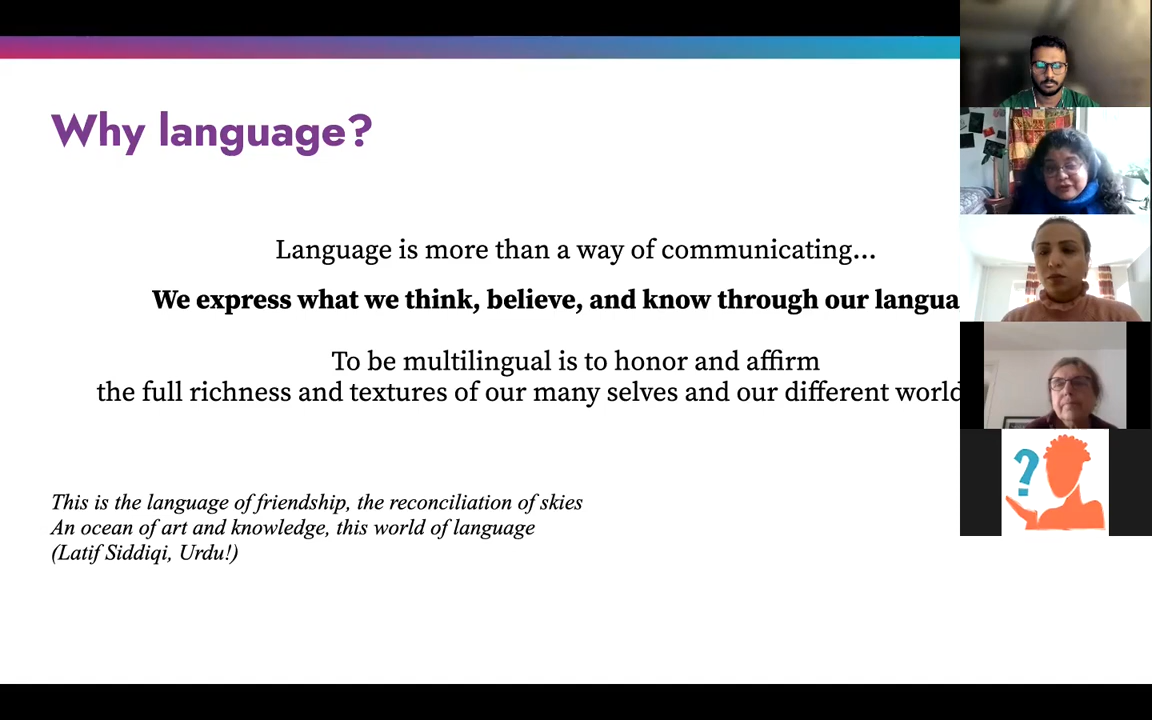 Why language?
Language is more than a way of communicating...
We express what we think, believe, and know through our langua
To be multilingual is to honor and affirm
the full richness and textures of our many selves and our different world
This is the language of friendship, the reconciliation of skies
An ocean of art and knowledge, this world of language
(Latif Siddiqi, Urdu!)
?